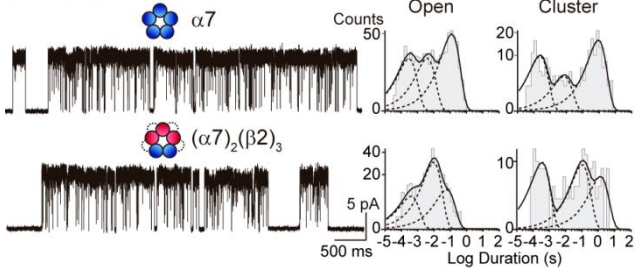 α7
Counts
Open
Cluster
50
0
20
10
0
(α7)2(β2)3
5 pA
500 ms
40
20
0
10
0
-5-4-3-2-1 0 1 2
-5-4-3-2-1 0 1 2
Log Duration (s)